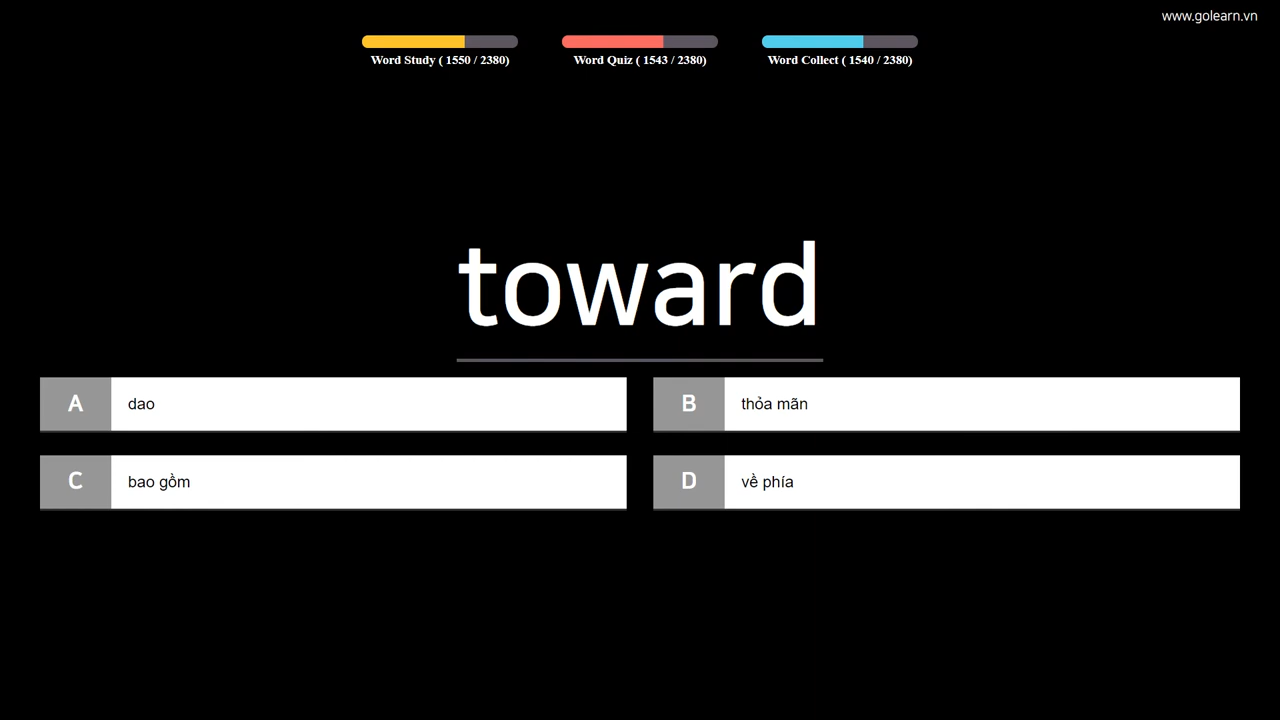 www.golearn.vn
Word Study ( 1550 / 2380)
Word Quiz ( 1543 / 2380)
Word Collect ( 1540 / 2380)
toward
A dao
B thỏa mãn
C bao gồm
D về phía